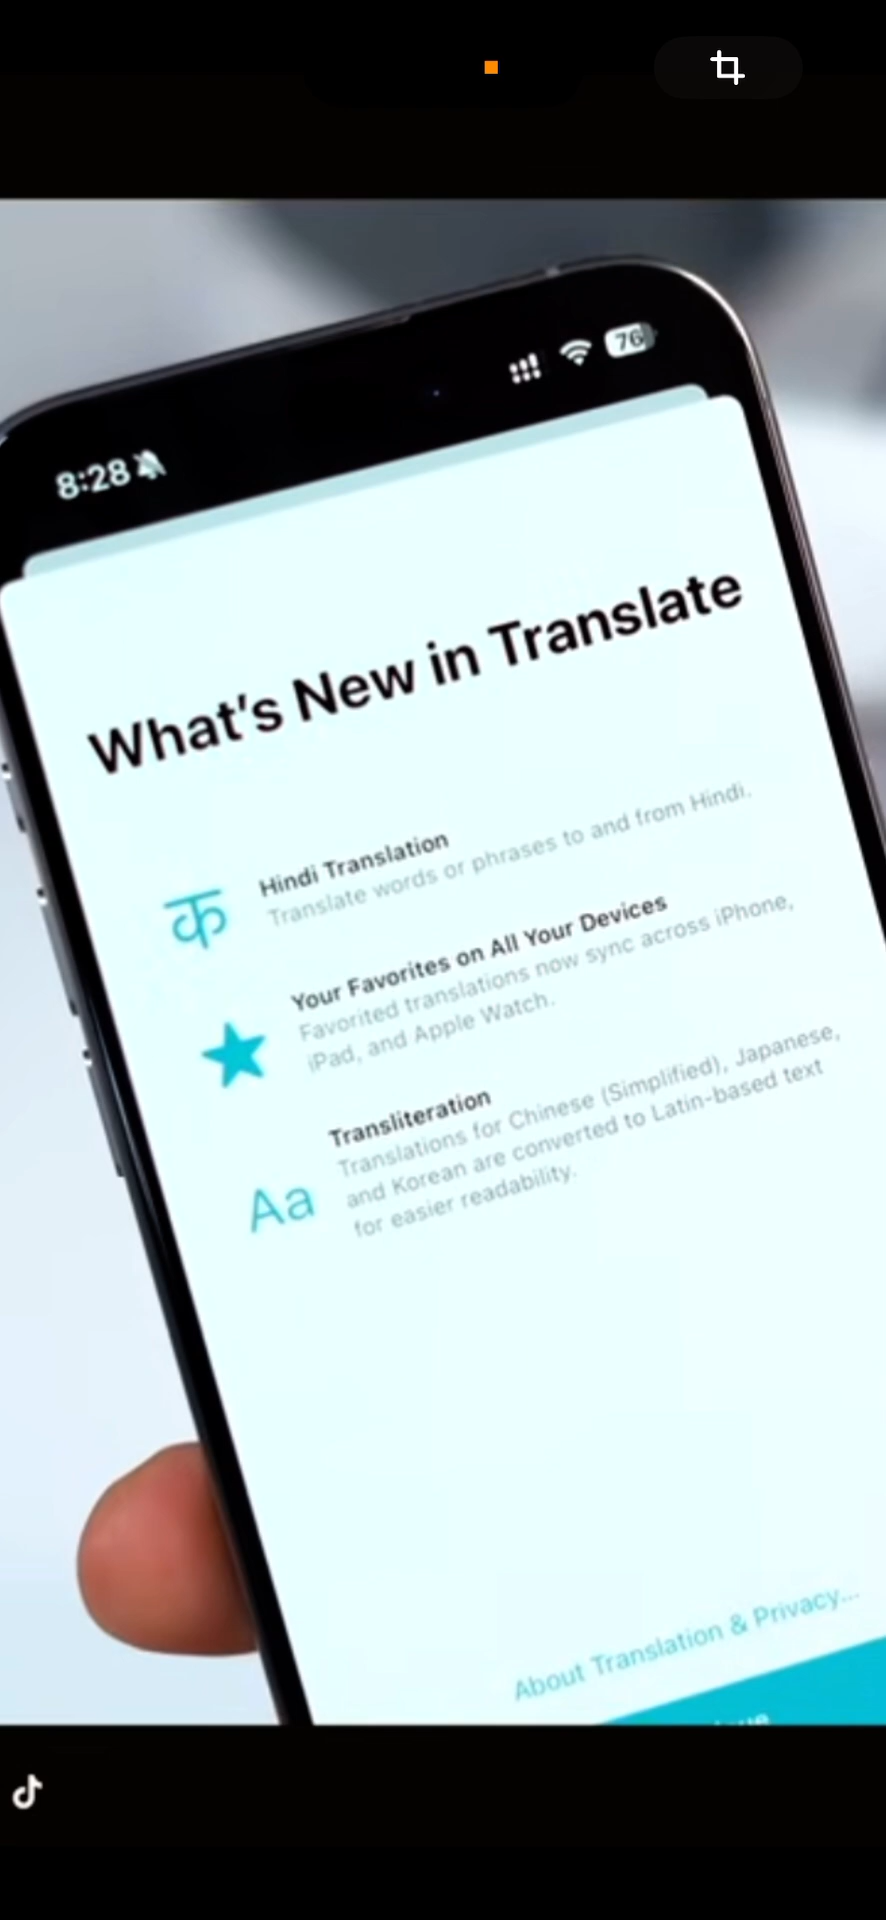 76
8:28
What's New in Translate
क
Hindi Translation
Translate words or phrases to and from Hindi.
Your Favorites on All Your Devices
Favorited translations now sync across iPhone,
iPad, and Apple Watch.
Aa
Transliteration
Translations for Chinese (Simplified), Japanese,
and Korean are converted to Latin-based text
for easier readability.
About Translation & Privacy...